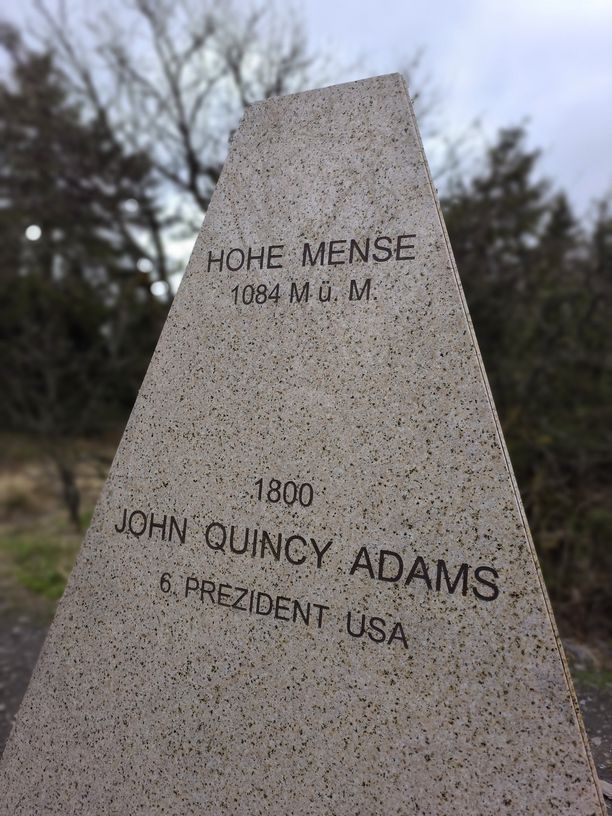 HOHE MENSE
1084 M ü. M.
1800
JOHN QUINCY ADAMS
6. PREZIDENT USA